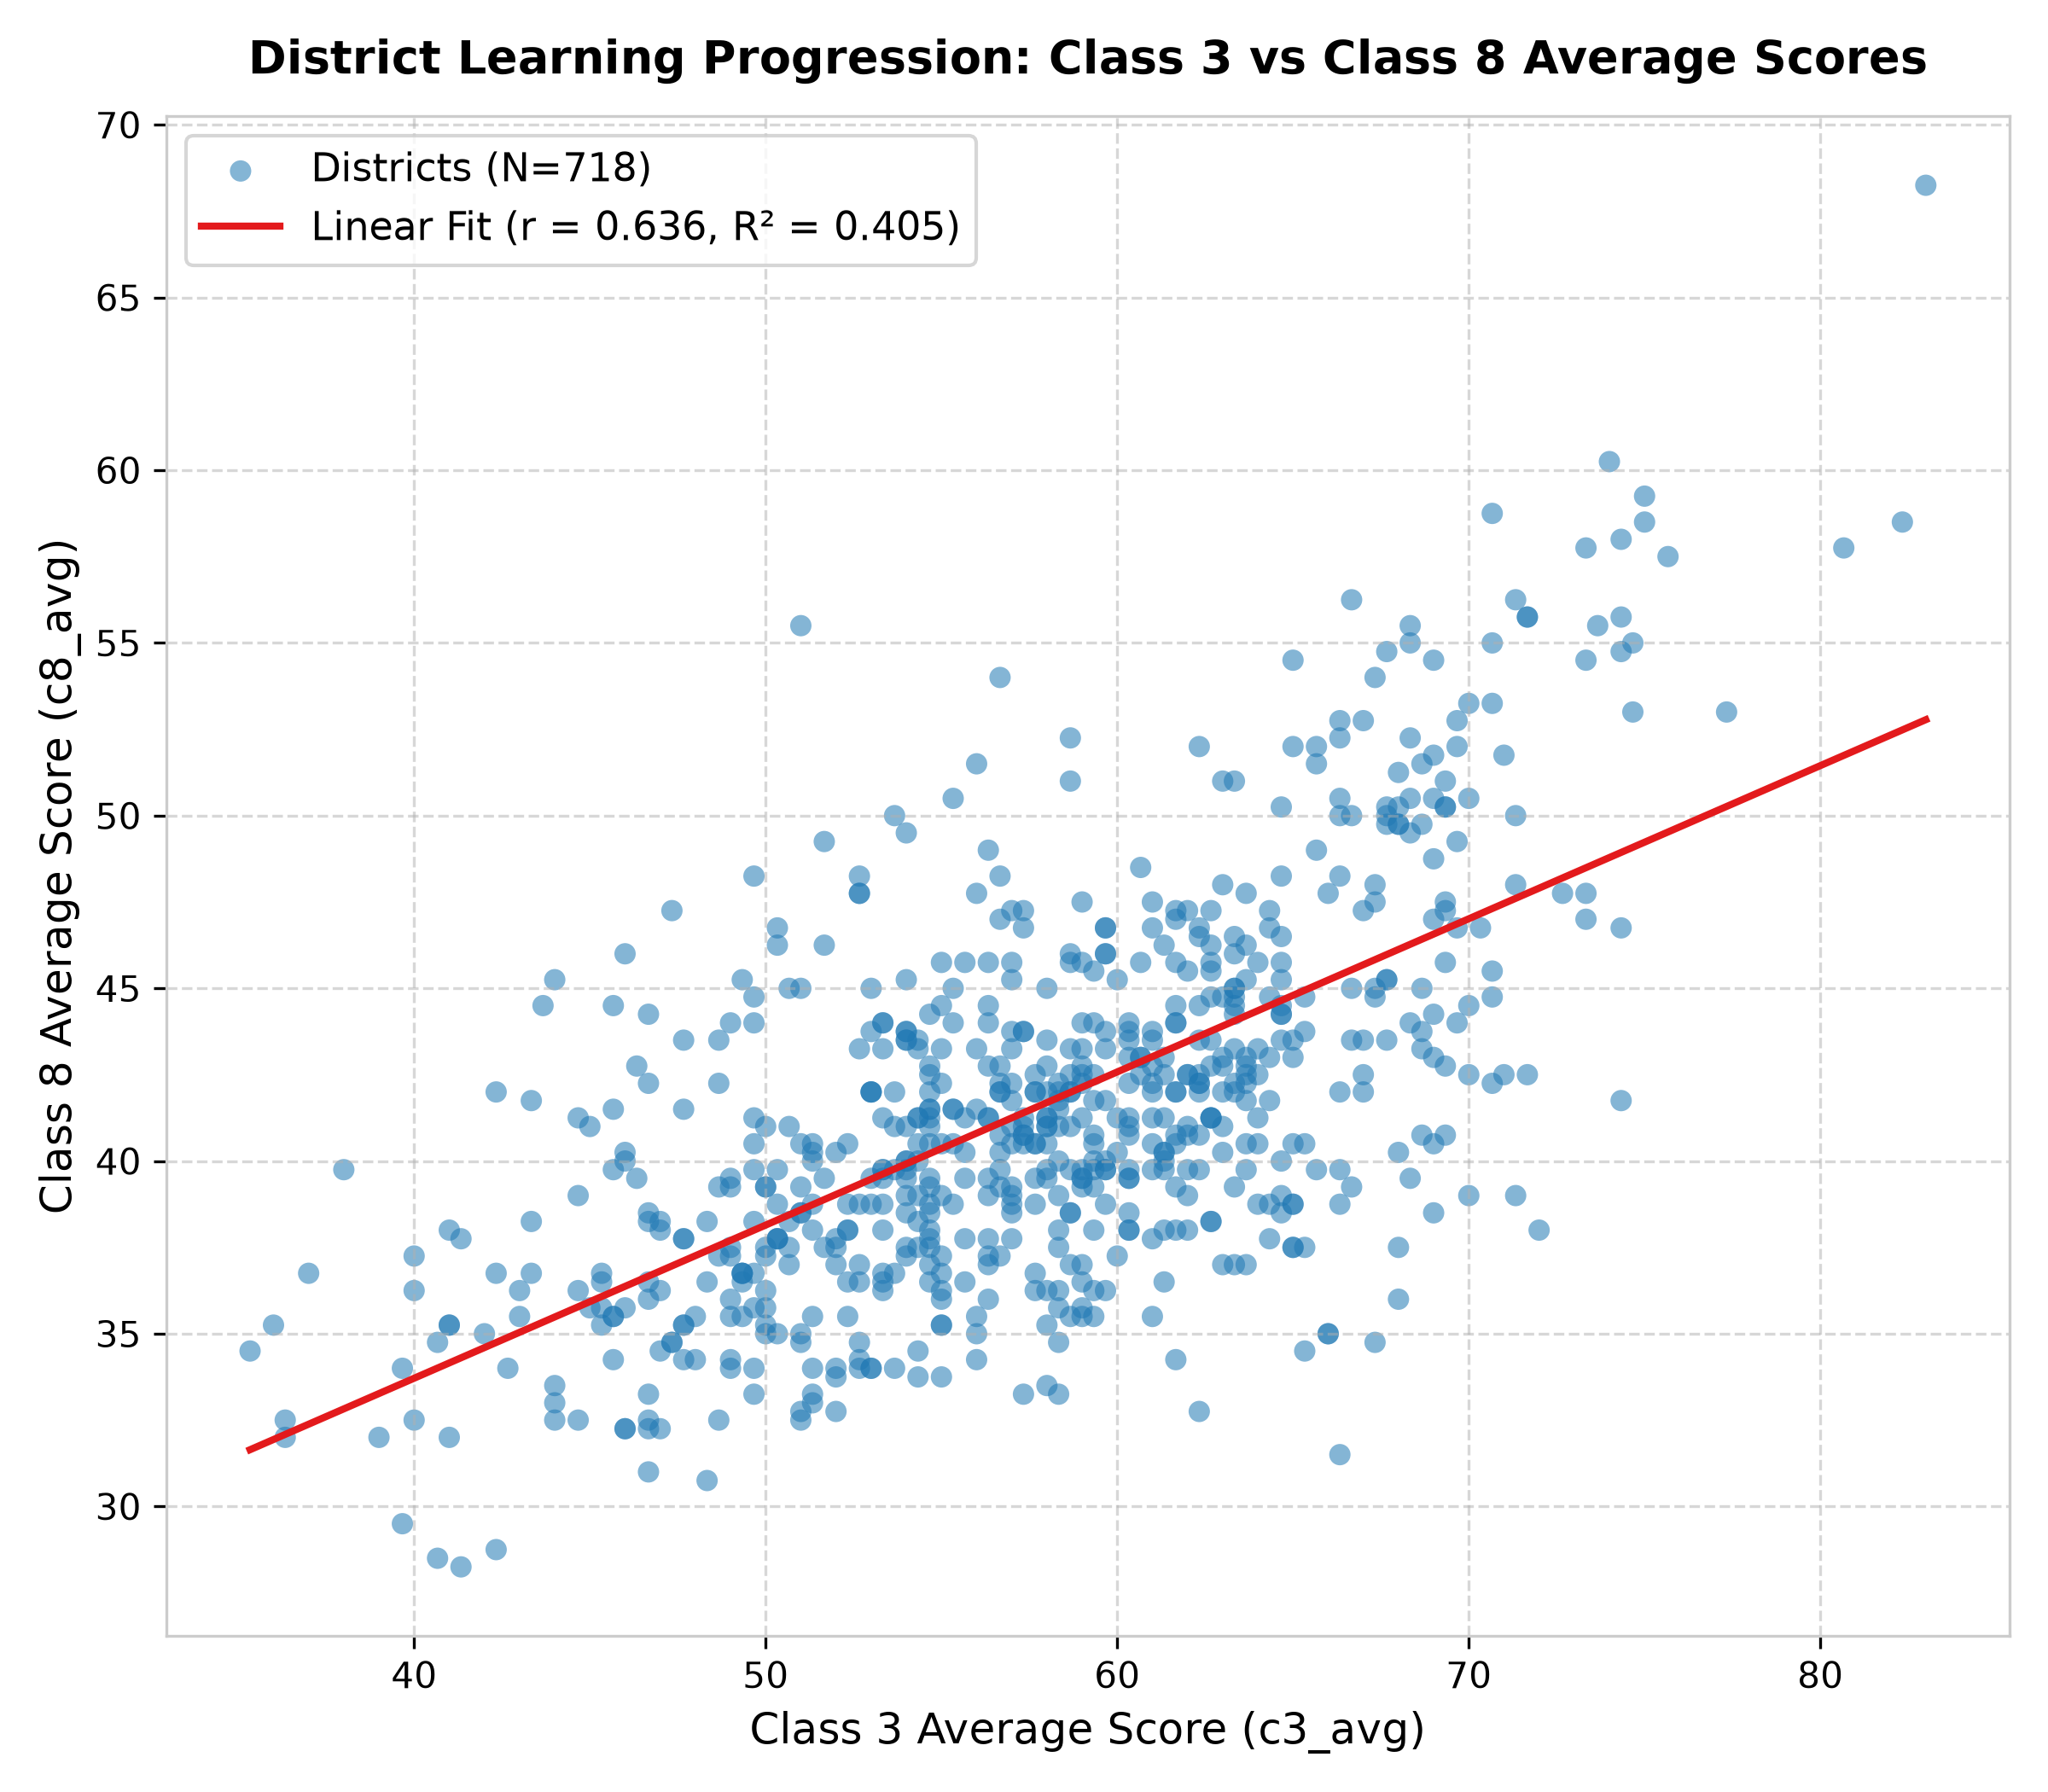 District Learning Progression: Class 3 vs Class 8 Average Scores
Districts (N=718)
Linear Fit (r = 0.636, R² = 0.405)
Class 8 Average Score (c8_avg)
70
65
60
55
50
45
40
35
30
40 50 60 70 80
Class 3 Average Score (c3_avg)